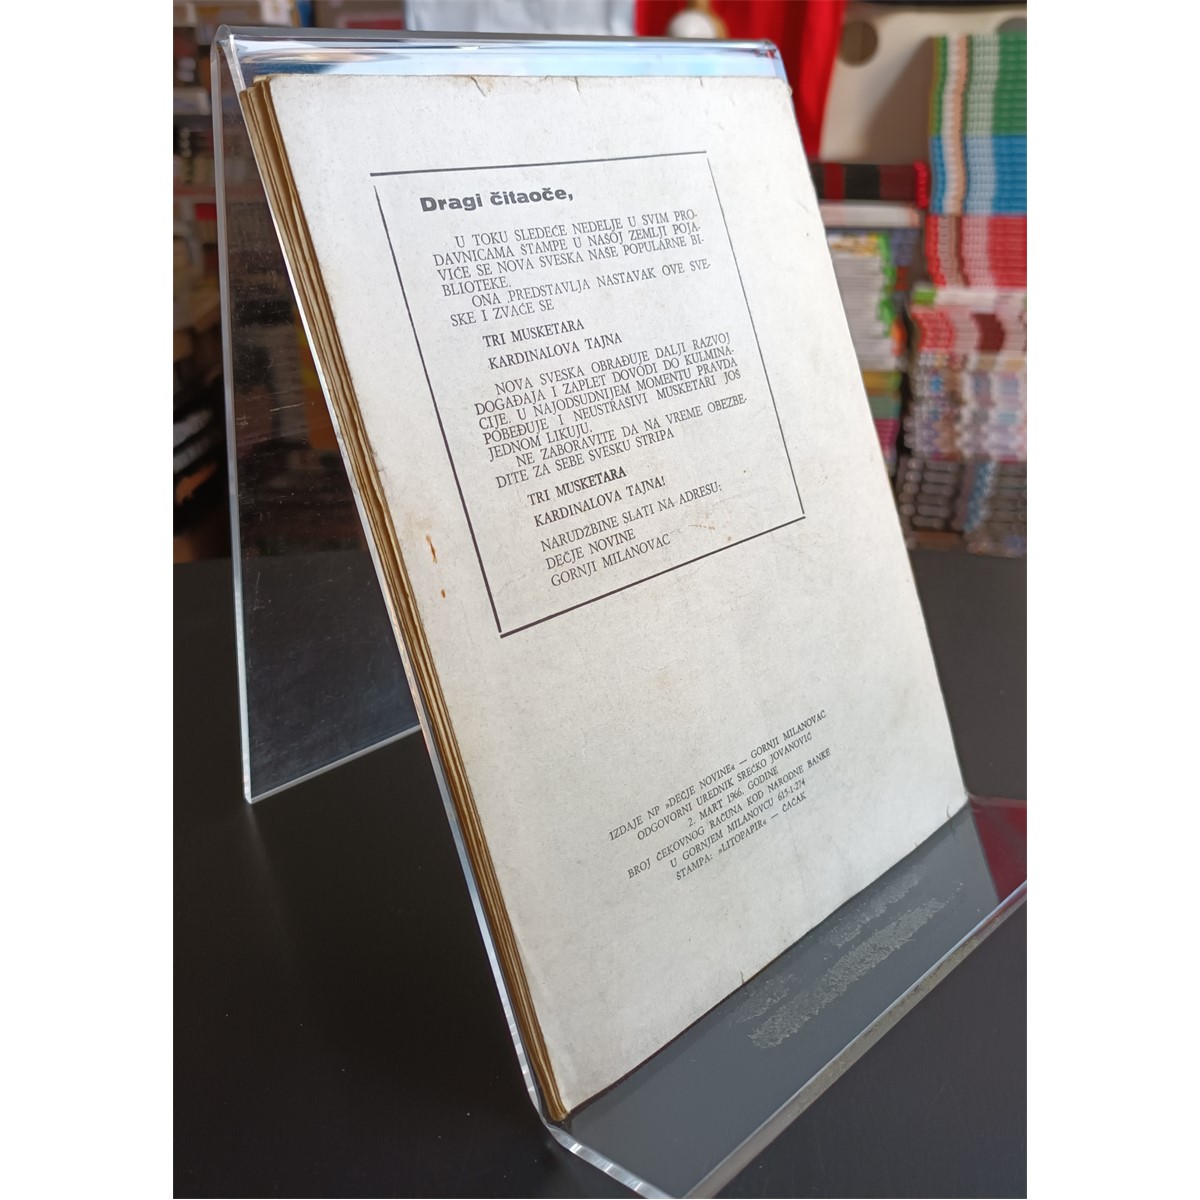 Dragi čitaoče,
U TOKU SLEDEĆE NEDELJE U SVIM PRO-
DAVNICAMA ŠTAMPE U NAŠOJ ZEMLJI POJA-
VIĆE SE NOVA SVESKA NAŠE POPULARNE BI-
BLIOTEKE.
ONA PREDSTAVLJA NASTAVAK OVE SVE-
SKE I ZVAĆE SE
TRI MUSKETARA
KARDINALOVA TAJNA
NOVA SVESKA OBRAĐUJE DALJI RAZVOJ
DOGAĐAJA I ZAPLET DOVODI DO KULMINA-
CIJE. U NAJODSUDNIJEM MOMENTU PRAVDA
POBEĐUJE I NEUSTRAŠIVI MUSKETARI JOŠ
JEDNOM LIKUJU.
NE ZABORAVITE DA NA VREME OBEZBE-
DITE ZA SEBE SVESKU STRIPA
TRI MUSKETARA
KARDINALOVA TAJNA!
NARUDŽBINE SLATI NA ADRESU:
DEČJE NOVINE
GORNJI MILANOVAC
IZDAJE NP »DEČJE NOVINE« — GORNJI MILANOVAC
ODGOVORNI UREDNIK SREĆKO JOVANOVIĆ
2. MART 1966. GODINE
BROJ ČEKOVNOG RAČUNA KOD NARODNE BANKE
U GORNJEM MILANOVCU 615-1-274
ŠTAMPA: »LITOPAPIR« — ČAČAK